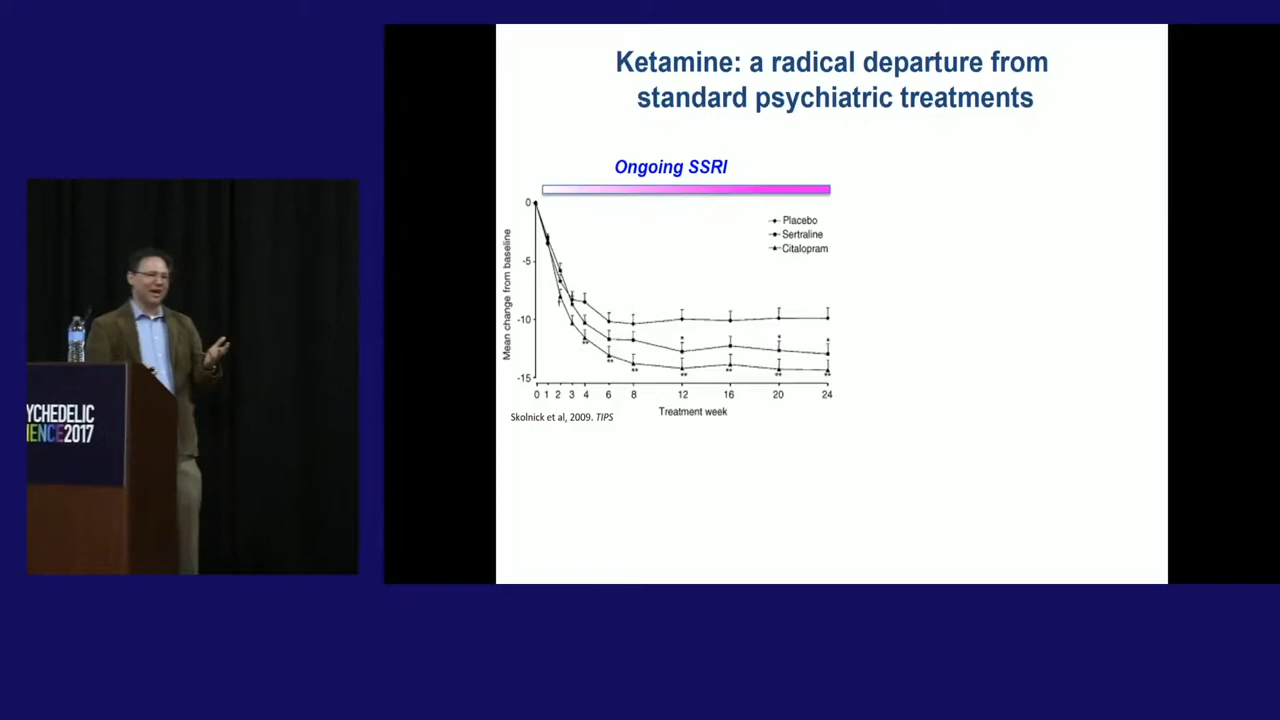 Ketamine: a radical departure from
standard psychiatric treatments
Ongoing SSRI
Placebo
Sertraline
Citalopram
Mean change from baseline
0
-5
-10
-15
0 1 2 3 4 6 8 12 16 20 24
Treatment week
Skolnick et al, 2009. TIPS
YCHEDELIC
IENCE2017